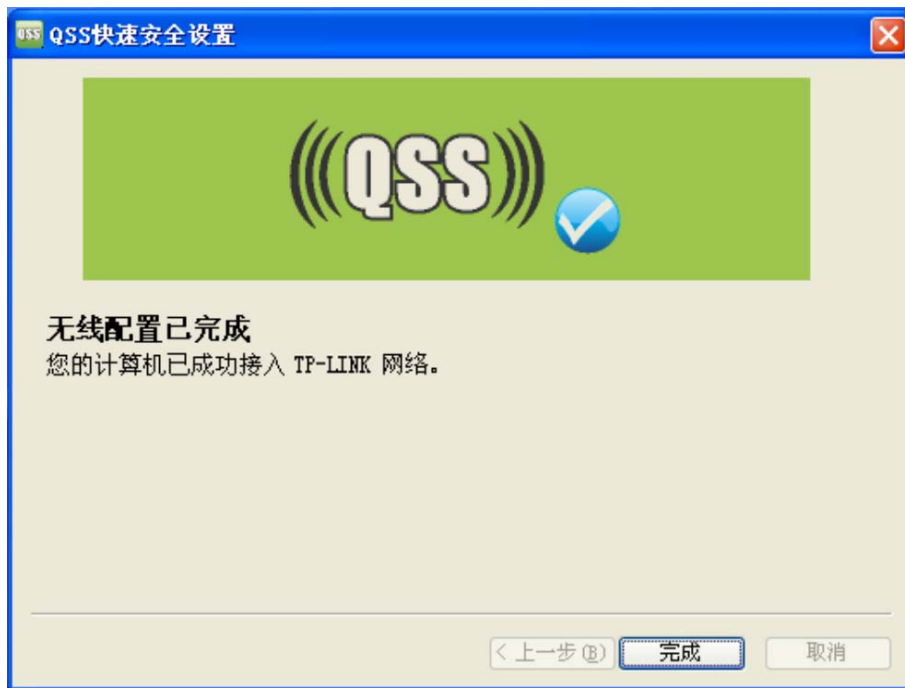 QSS QSS快速安全设置
(((QSS)))
无线配置已完成
您的计算机已成功接入 TP-LINK 网络。
< 上一步(B) 完成 取消